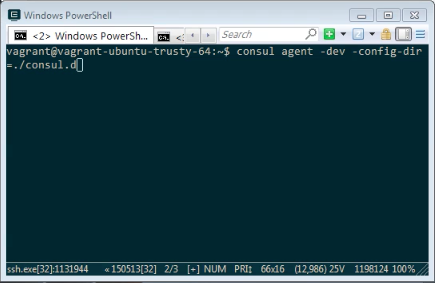 Windows PowerShell
<2> Windows PowerSh... Search
vagrant@vagrant-ubuntu-trusty-64:~$ consul agent -dev -config-dir
=./consul.d
ssh.exe[32]:1131944 «150513[32] 2/3 [+] NUM PRI↕ 66x16 (12,986) 25V 1198124 100%